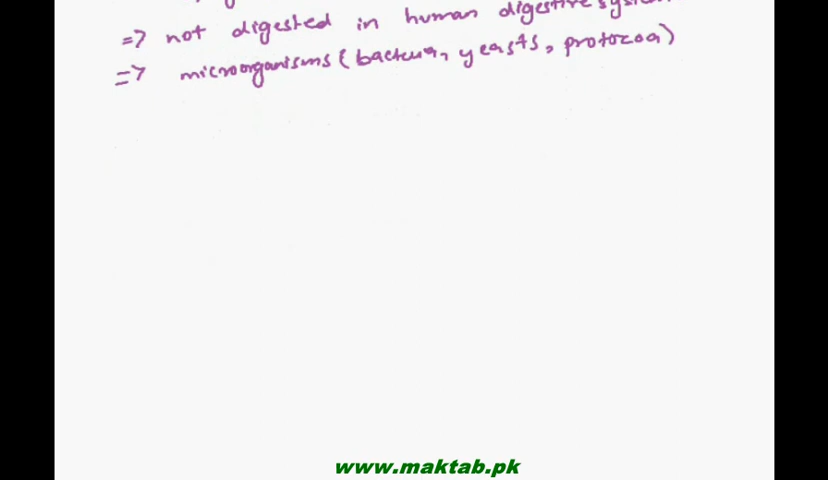 => not digested in human digestive system
=> microorganisms (bacteria, yeasts, protozoa)
www.maktab.pk